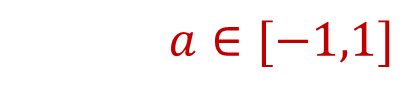 a ∈ [−1,1]